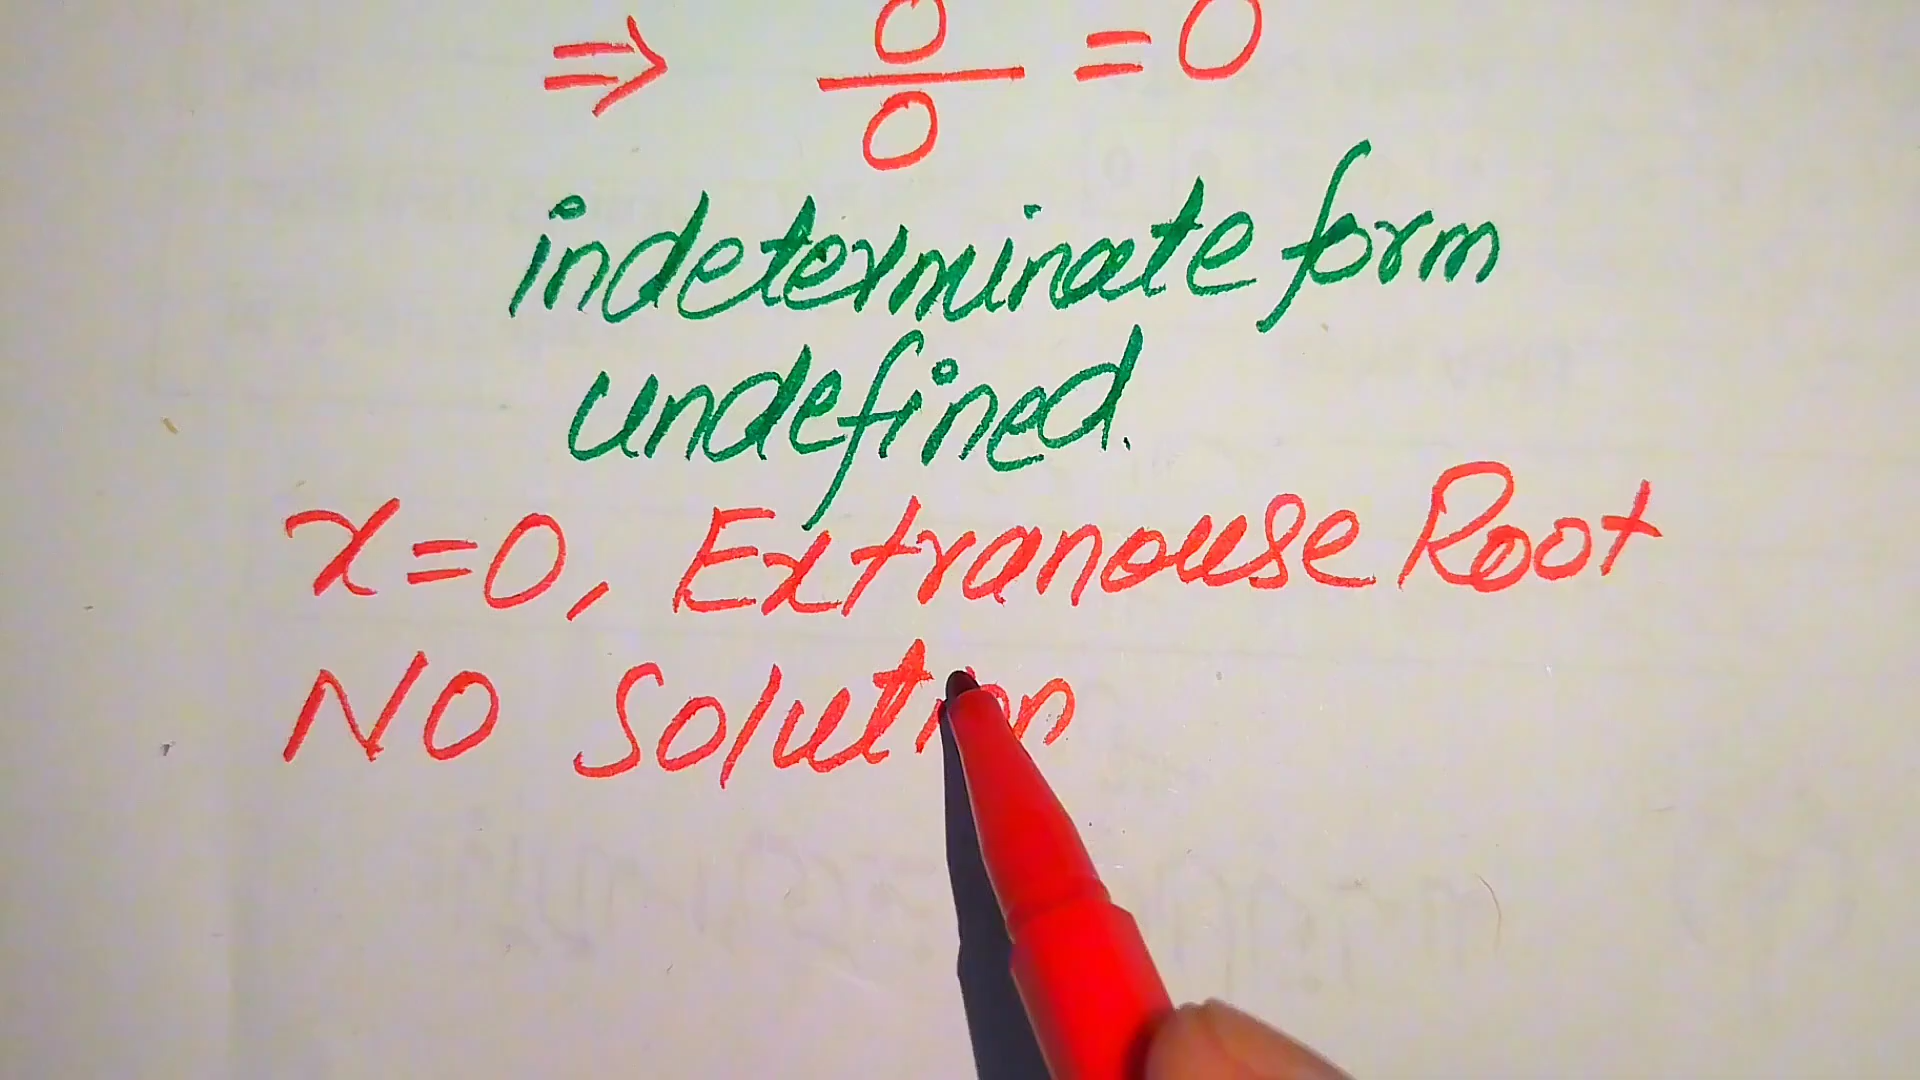 ⇒ 0/0 = 0
indeterminate form
undefined.
x=0, Extranouse Root
NO Solution